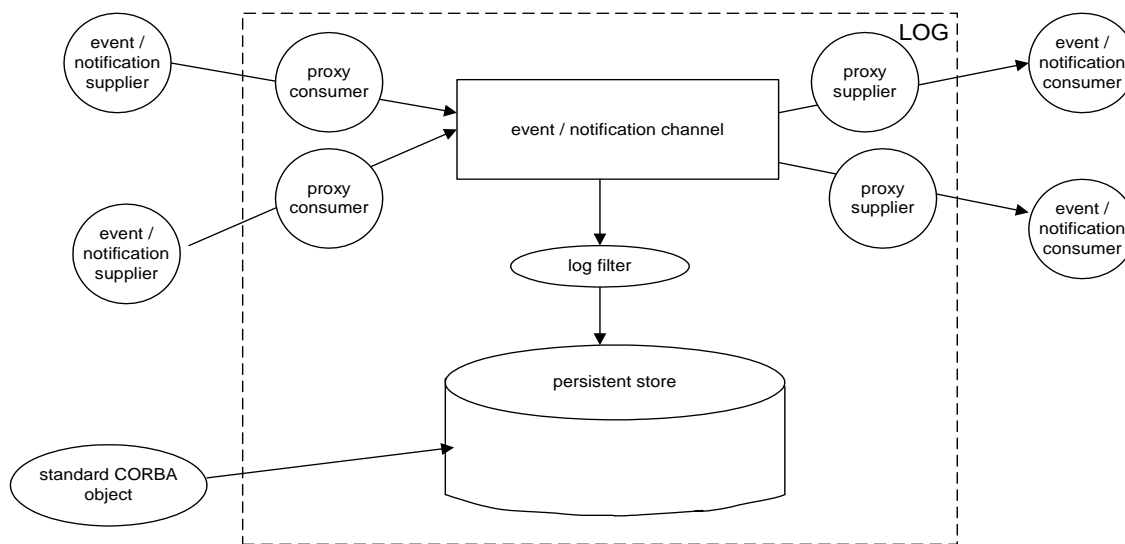 LOG
event /
notification
supplier
proxy
consumer
event / notification channel
proxy
supplier
event /
notification
consumer
event /
notification
supplier
proxy
consumer
proxy
supplier
event /
notification
consumer
log filter
persistent store
standard CORBA
object